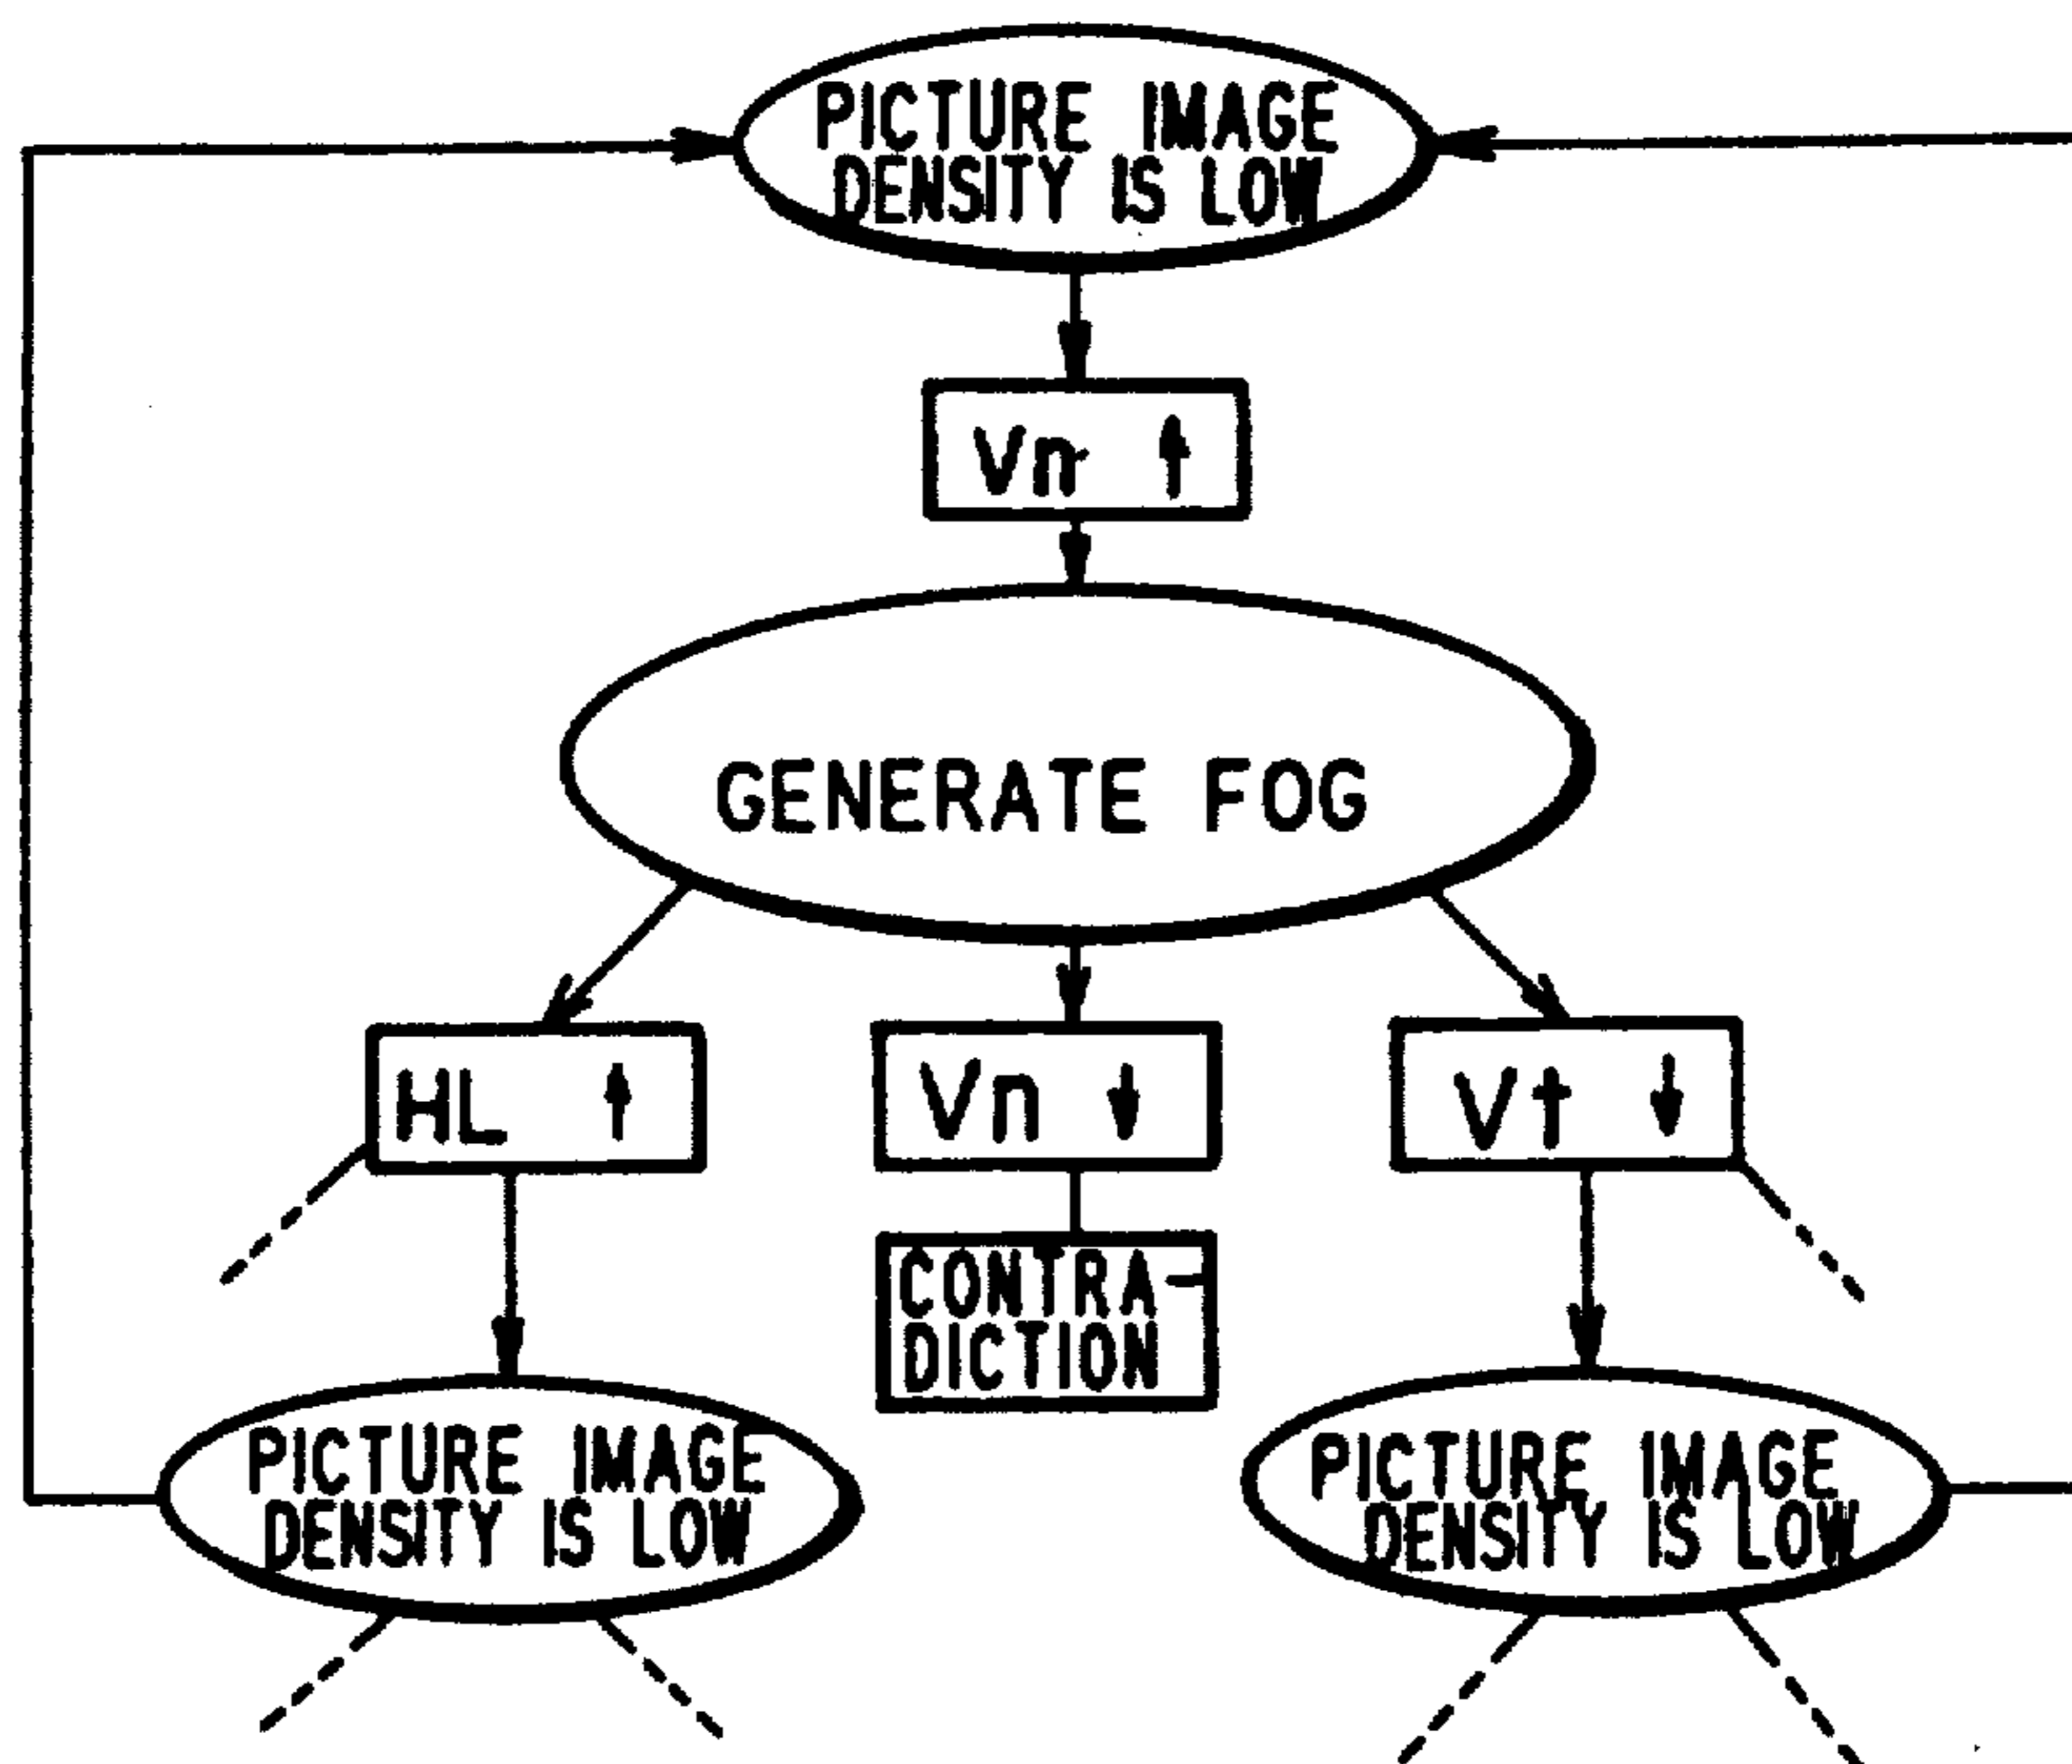 PICTURE IMAGE
DENSITY IS LOW
Vn ↑
GENERATE FOG
HL ↑
Vn ↓
Vt ↓
CONTRA-
DICTION
PICTURE IMAGE
DENSITY IS LOW
PICTURE IMAGE
DENSITY IS LOW